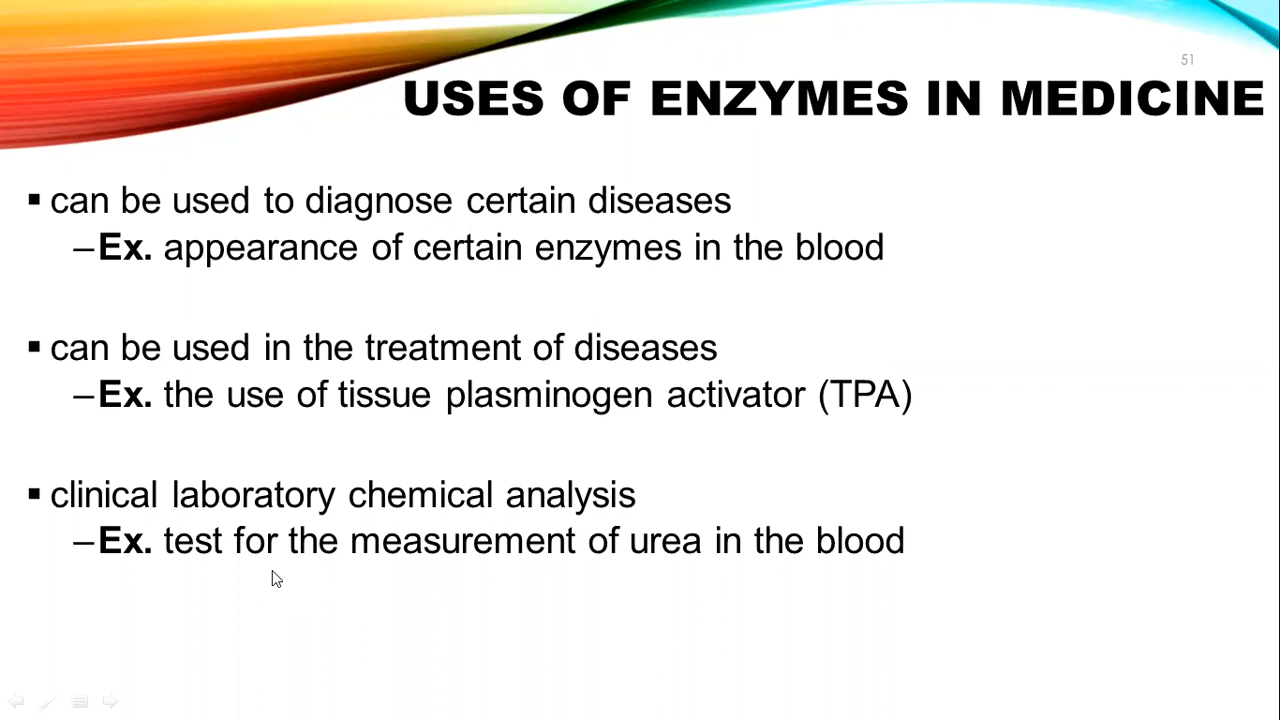 51
USES OF ENZYMES IN MEDICINE
▪ can be used to diagnose certain diseases
–Ex. appearance of certain enzymes in the blood
▪ can be used in the treatment of diseases
–Ex. the use of tissue plasminogen activator (TPA)
▪ clinical laboratory chemical analysis
–Ex. test for the measurement of urea in the blood